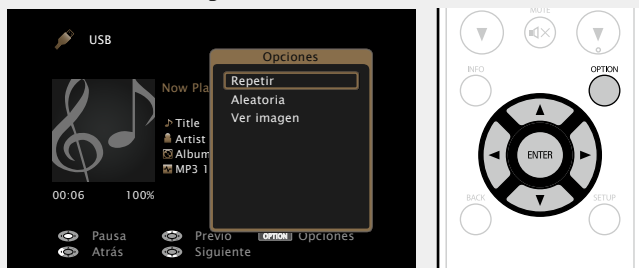 USB
Opciones
Now Pla
Repetir
Aleatoria
Ver imagen
Title
Artist
Album
MP3 1
00:06 100%
Pausa Previo OPTION Opciones
Atrás Siguiente
MUTE
INFO OPTION
ENTER
BACK SETUP